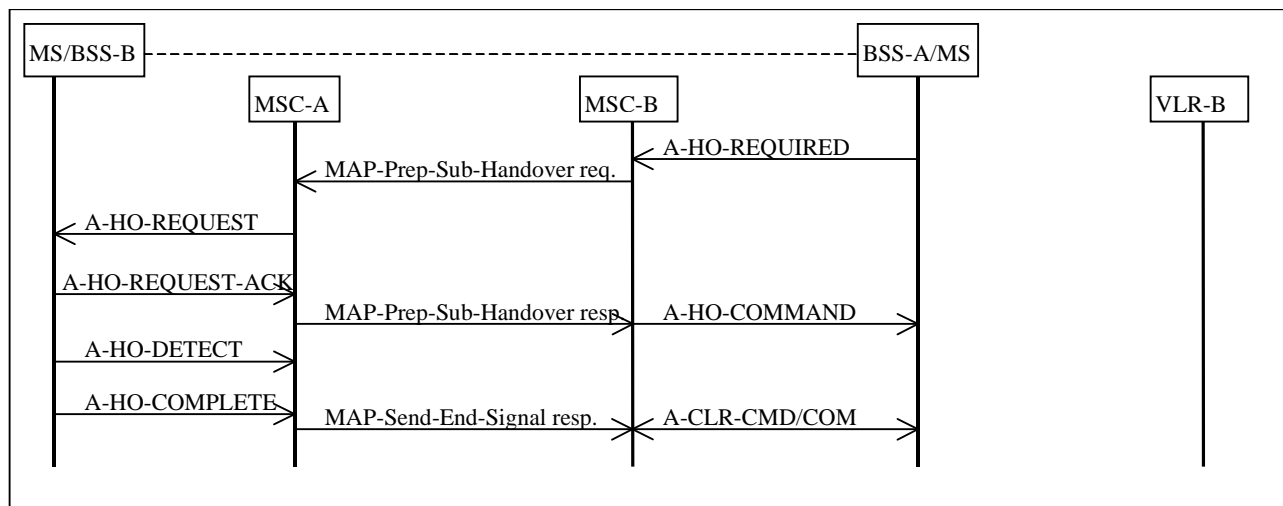 MS/BSS-B
BSS-A/MS
MSC-A
MSC-B
VLR-B
A-HO-REQUIRED
MAP-Prep-Sub-Handover req.
A-HO-REQUEST
A-HO-REQUEST-ACK
MAP-Prep-Sub-Handover resp.
A-HO-COMMAND
A-HO-DETECT
A-HO-COMPLETE
MAP-Send-End-Signal resp.
A-CLR-CMD/COM